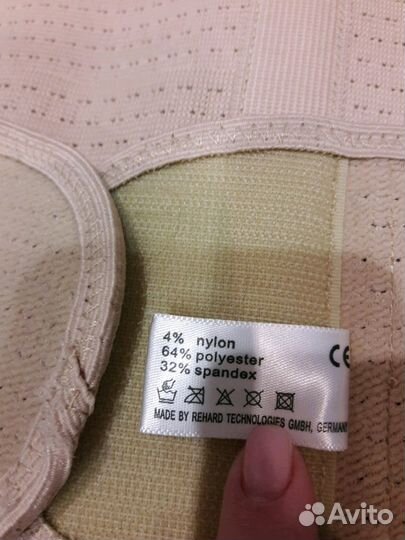 4% nylon
64% polyester
32% spandex
CE
MADE BY REHARD TECHNOLOGIES GMBH, GERMANY
Avito